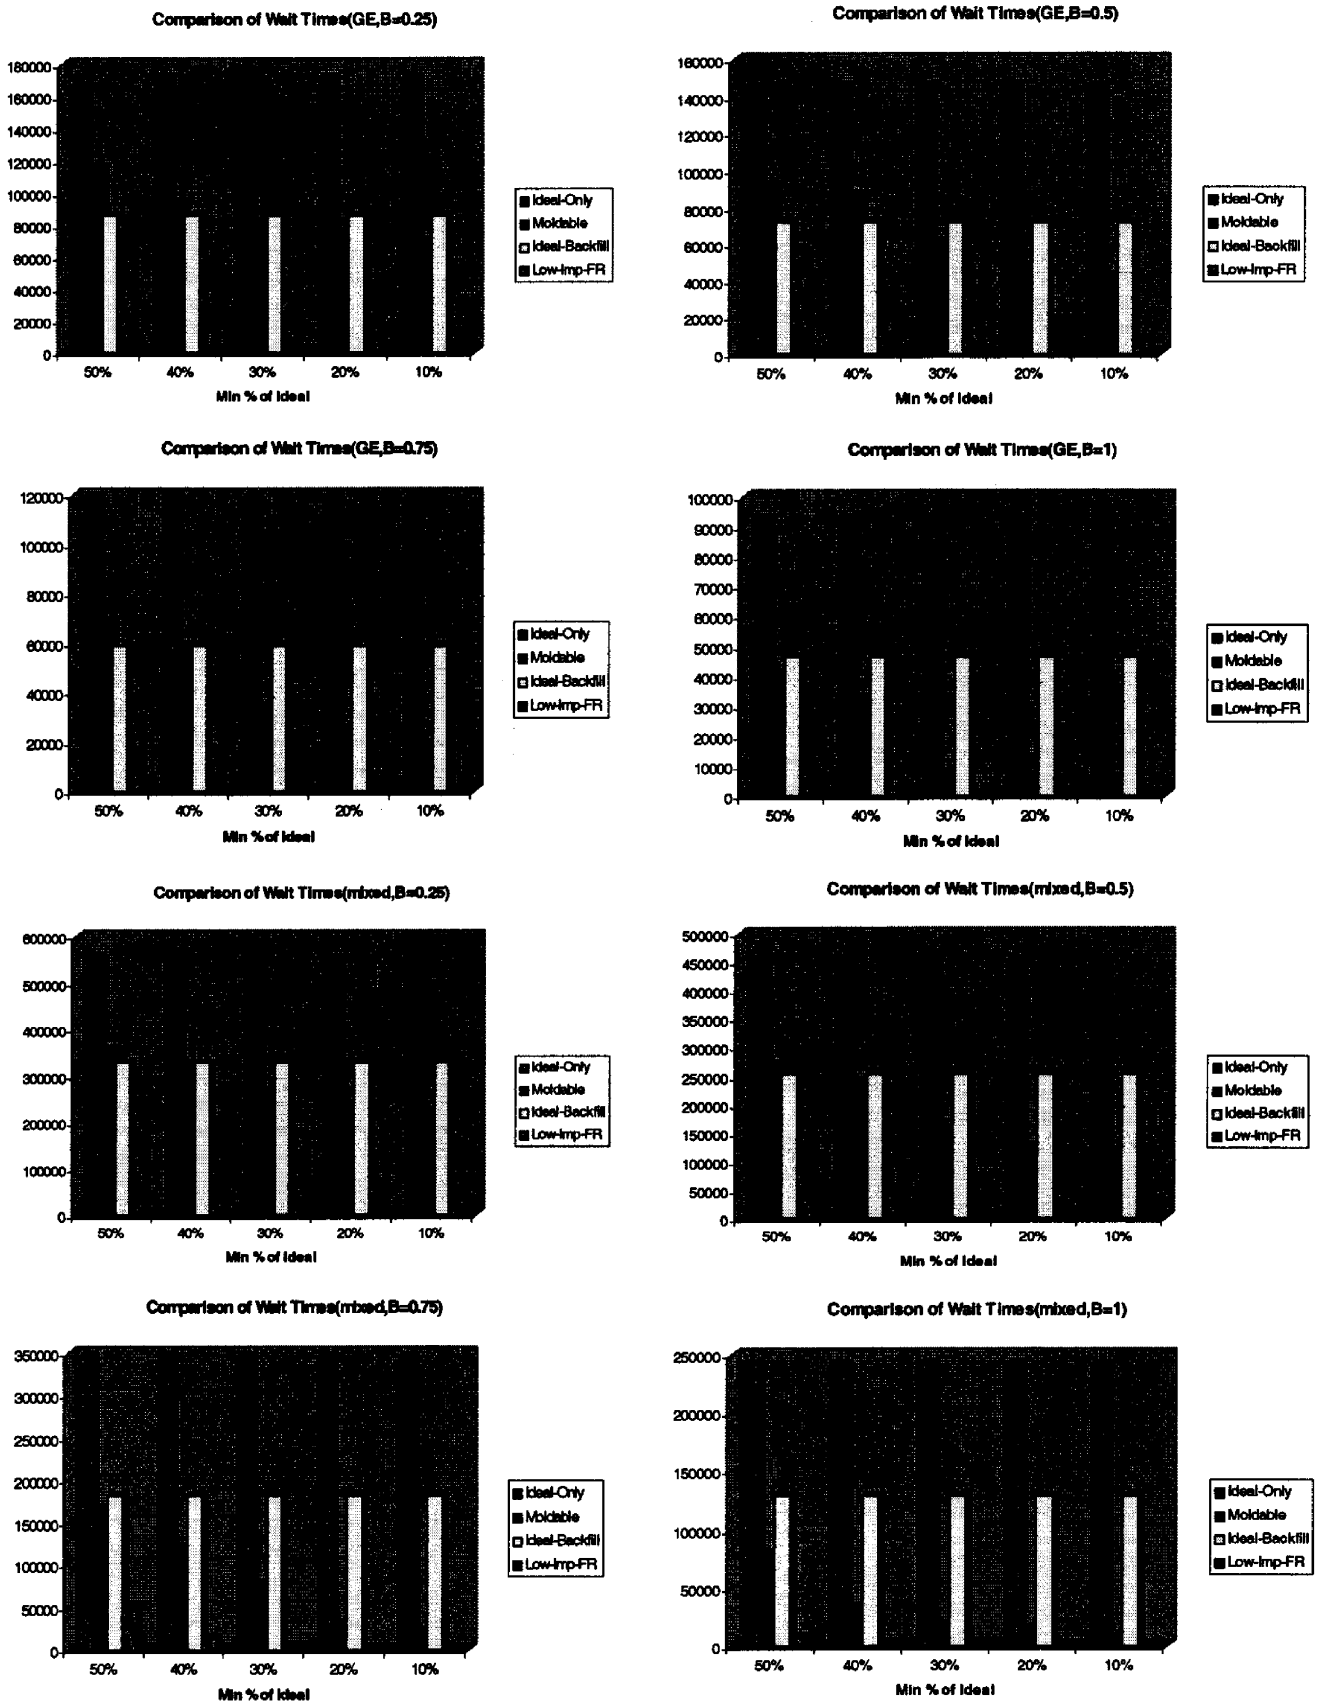 Comparison of Wait Times(GE,B=0.25)
180000
160000
140000
120000
100000
80000
60000
40000
20000
0
50% 40% 30% 20% 10%
Min % of Ideal
Ideal-Only
Moldable
Ideal-Backfill
Low-Imp-FR
Comparison of Wait Times(GE,B=0.5)
160000
140000
120000
100000
80000
60000
40000
20000
0
50% 40% 30% 20% 10%
Min % of Ideal
Ideal-Only
Moldable
Ideal-Backfill
Low-Imp-FR
Comparison of Wait Times(GE,B=0.75)
120000
100000
80000
60000
40000
20000
0
50% 40% 30% 20% 10%
Min % of Ideal
Ideal-Only
Moldable
Ideal-Backfill
Low-Imp-FR
Comparison of Wait Times(GE,B=1)
100000
90000
80000
70000
60000
50000
40000
30000
20000
10000
0
50% 40% 30% 20% 10%
Min % of Ideal
Ideal-Only
Moldable
Ideal-Backfill
Low-Imp-FR
Comparison of Wait Times(mixed,B=0.25)
600000
500000
400000
300000
200000
100000
0
50% 40% 30% 20% 10%
Min % of Ideal
Ideal-Only
Moldable
Ideal-Backfill
Low-Imp-FR
Comparison of Wait Times(mixed,B=0.5)
500000
450000
400000
350000
300000
250000
200000
150000
100000
50000
0
50% 40% 30% 20% 10%
Min % of Ideal
Ideal-Only
Moldable
Ideal-Backfill
Low-Imp-FR
Comparison of Wait Times(mixed,B=0.75)
350000
300000
250000
200000
150000
100000
50000
0
50% 40% 30% 20% 10%
Min % of Ideal
Ideal-Only
Moldable
Ideal-Backfill
Low-Imp-FR
Comparison of Wait Times(mixed,B=1)
250000
200000
150000
100000
50000
0
50% 40% 30% 20% 10%
Min % of Ideal
Ideal-Only
Moldable
Ideal-Backfill
Low-Imp-FR